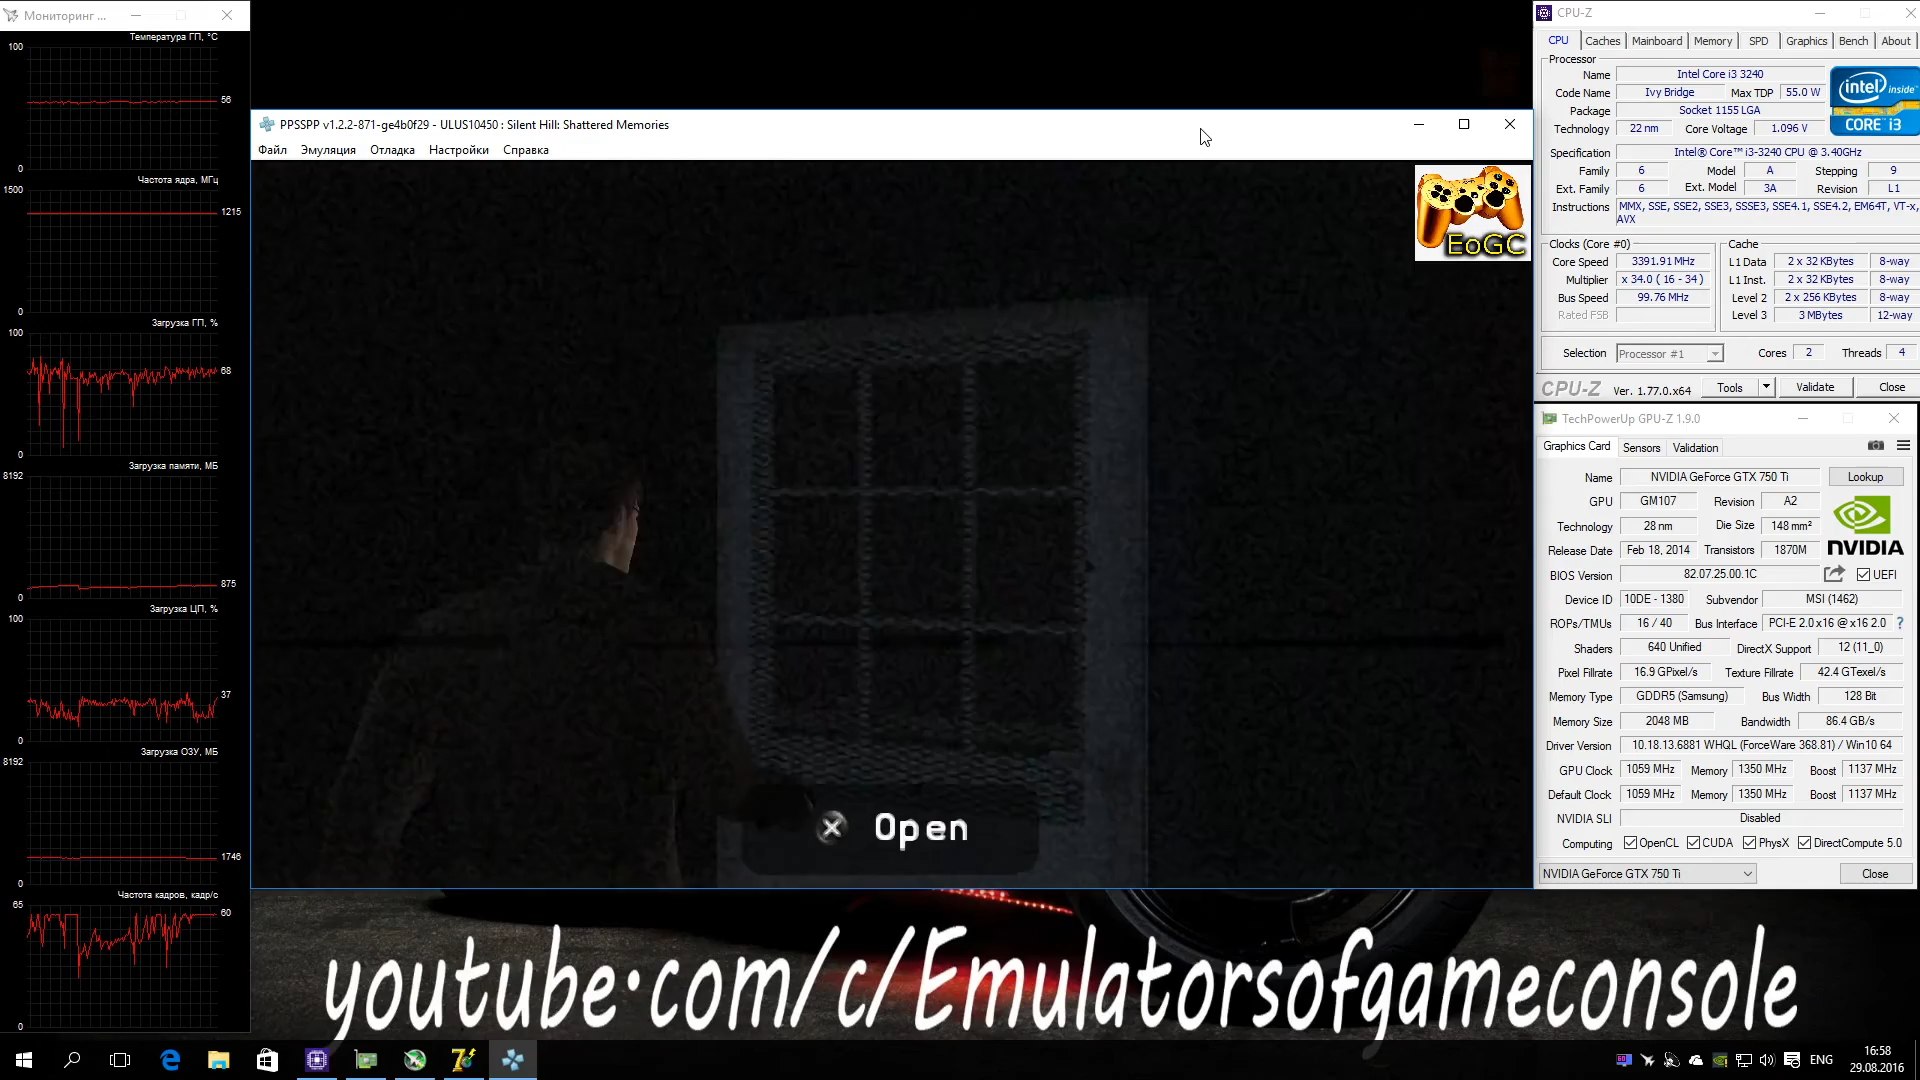 Мониторинг ...
Температура ГП, °C
100
56
0
Частота ядра, МГц
1500
1215
0
Загрузка ГП, %
100
68
0
Загрузка памяти, МБ
8192
875
0
Загрузка ЦП, %
100
37
0
Загрузка ОЗУ, МБ
8192
1746
0
Частота кадров, кадр/с
65
60
0
PPSSPP v1.2.2-871-ge4b0f29 - ULUS10450 : Silent Hill: Shattered Memories
Файл Эмуляция Отладка Настройки Справка
EoGC
Open
CPU-Z
CPU Caches Mainboard Memory SPD Graphics Bench About
Processor
Name Intel Core i3 3240
Code Name Ivy Bridge Max TDP 55.0 W
Package Socket 1155 LGA
Technology 22 nm Core Voltage 1.096 V
intel inside™
CORE i3
Specification Intel® Core™ i3-3240 CPU @ 3.40GHz
Family 6 Model A Stepping 9
Ext. Family 6 Ext. Model 3A Revision L1
Instructions MMX, SSE, SSE2, SSE3, SSSE3, SSE4.1, SSE4.2, EM64T, VT-x,
AVX
Clocks (Core #0)
Core Speed 3391.91 MHz
Multiplier x 34.0 ( 16 - 34 )
Bus Speed 99.76 MHz
Rated FSB
Cache
L1 Data 2 x 32 KBytes 8-way
L1 Inst. 2 x 32 KBytes 8-way
Level 2 2 x 256 KBytes 8-way
Level 3 3 MBytes 12-way
Selection Processor #1 Cores 2 Threads 4
CPU-Z Ver. 1.77.0.x64 Tools Validate Close
TechPowerUp GPU-Z 1.9.0
Graphics Card Sensors Validation
Name NVIDIA GeForce GTX 750 Ti Lookup
GPU GM107 Revision A2
Technology 28 nm Die Size 148 mm²
Release Date Feb 18, 2014 Transistors 1870M
NVIDIA
BIOS Version 82.07.25.00.1C UEFI
Device ID 10DE - 1380 Subvendor MSI (1462)
ROPs/TMUs 16 / 40 Bus Interface PCI-E 2.0 x16 @ x16 2.0 ?
Shaders 640 Unified DirectX Support 12 (11_0)
Pixel Fillrate 16.9 GPixel/s Texture Fillrate 42.4 GTexel/s
Memory Type GDDR5 (Samsung) Bus Width 128 Bit
Memory Size 2048 MB Bandwidth 86.4 GB/s
Driver Version 10.18.13.6881 WHQL (ForceWare 368.81) / Win10 64
GPU Clock 1059 MHz Memory 1350 MHz Boost 1137 MHz
Default Clock 1059 MHz Memory 1350 MHz Boost 1137 MHz
NVIDIA SLI Disabled
Computing OpenCL CUDA PhysX DirectCompute 5.0
NVIDIA GeForce GTX 750 Ti Close
youtube.com/c/Emulatorsofgameconsole
60
ENG
16:58
29.08.2016